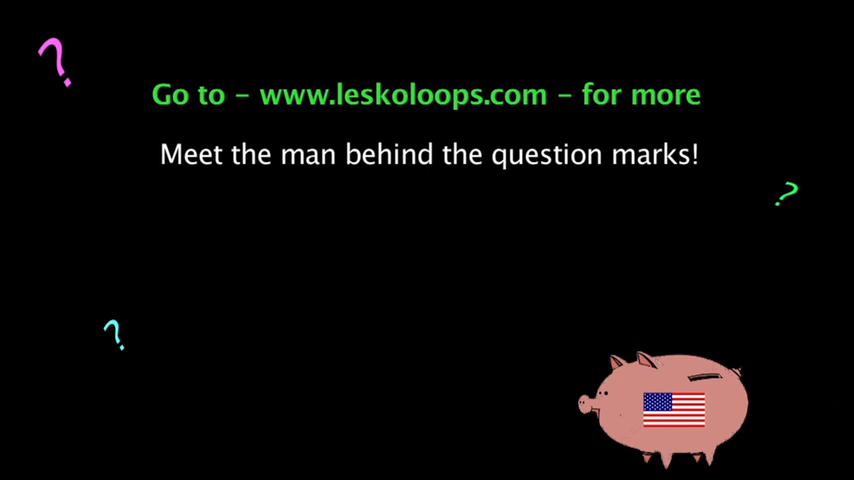 ?
Go to – www.leskoloops.com – for more
Meet the man behind the question marks!
?
?